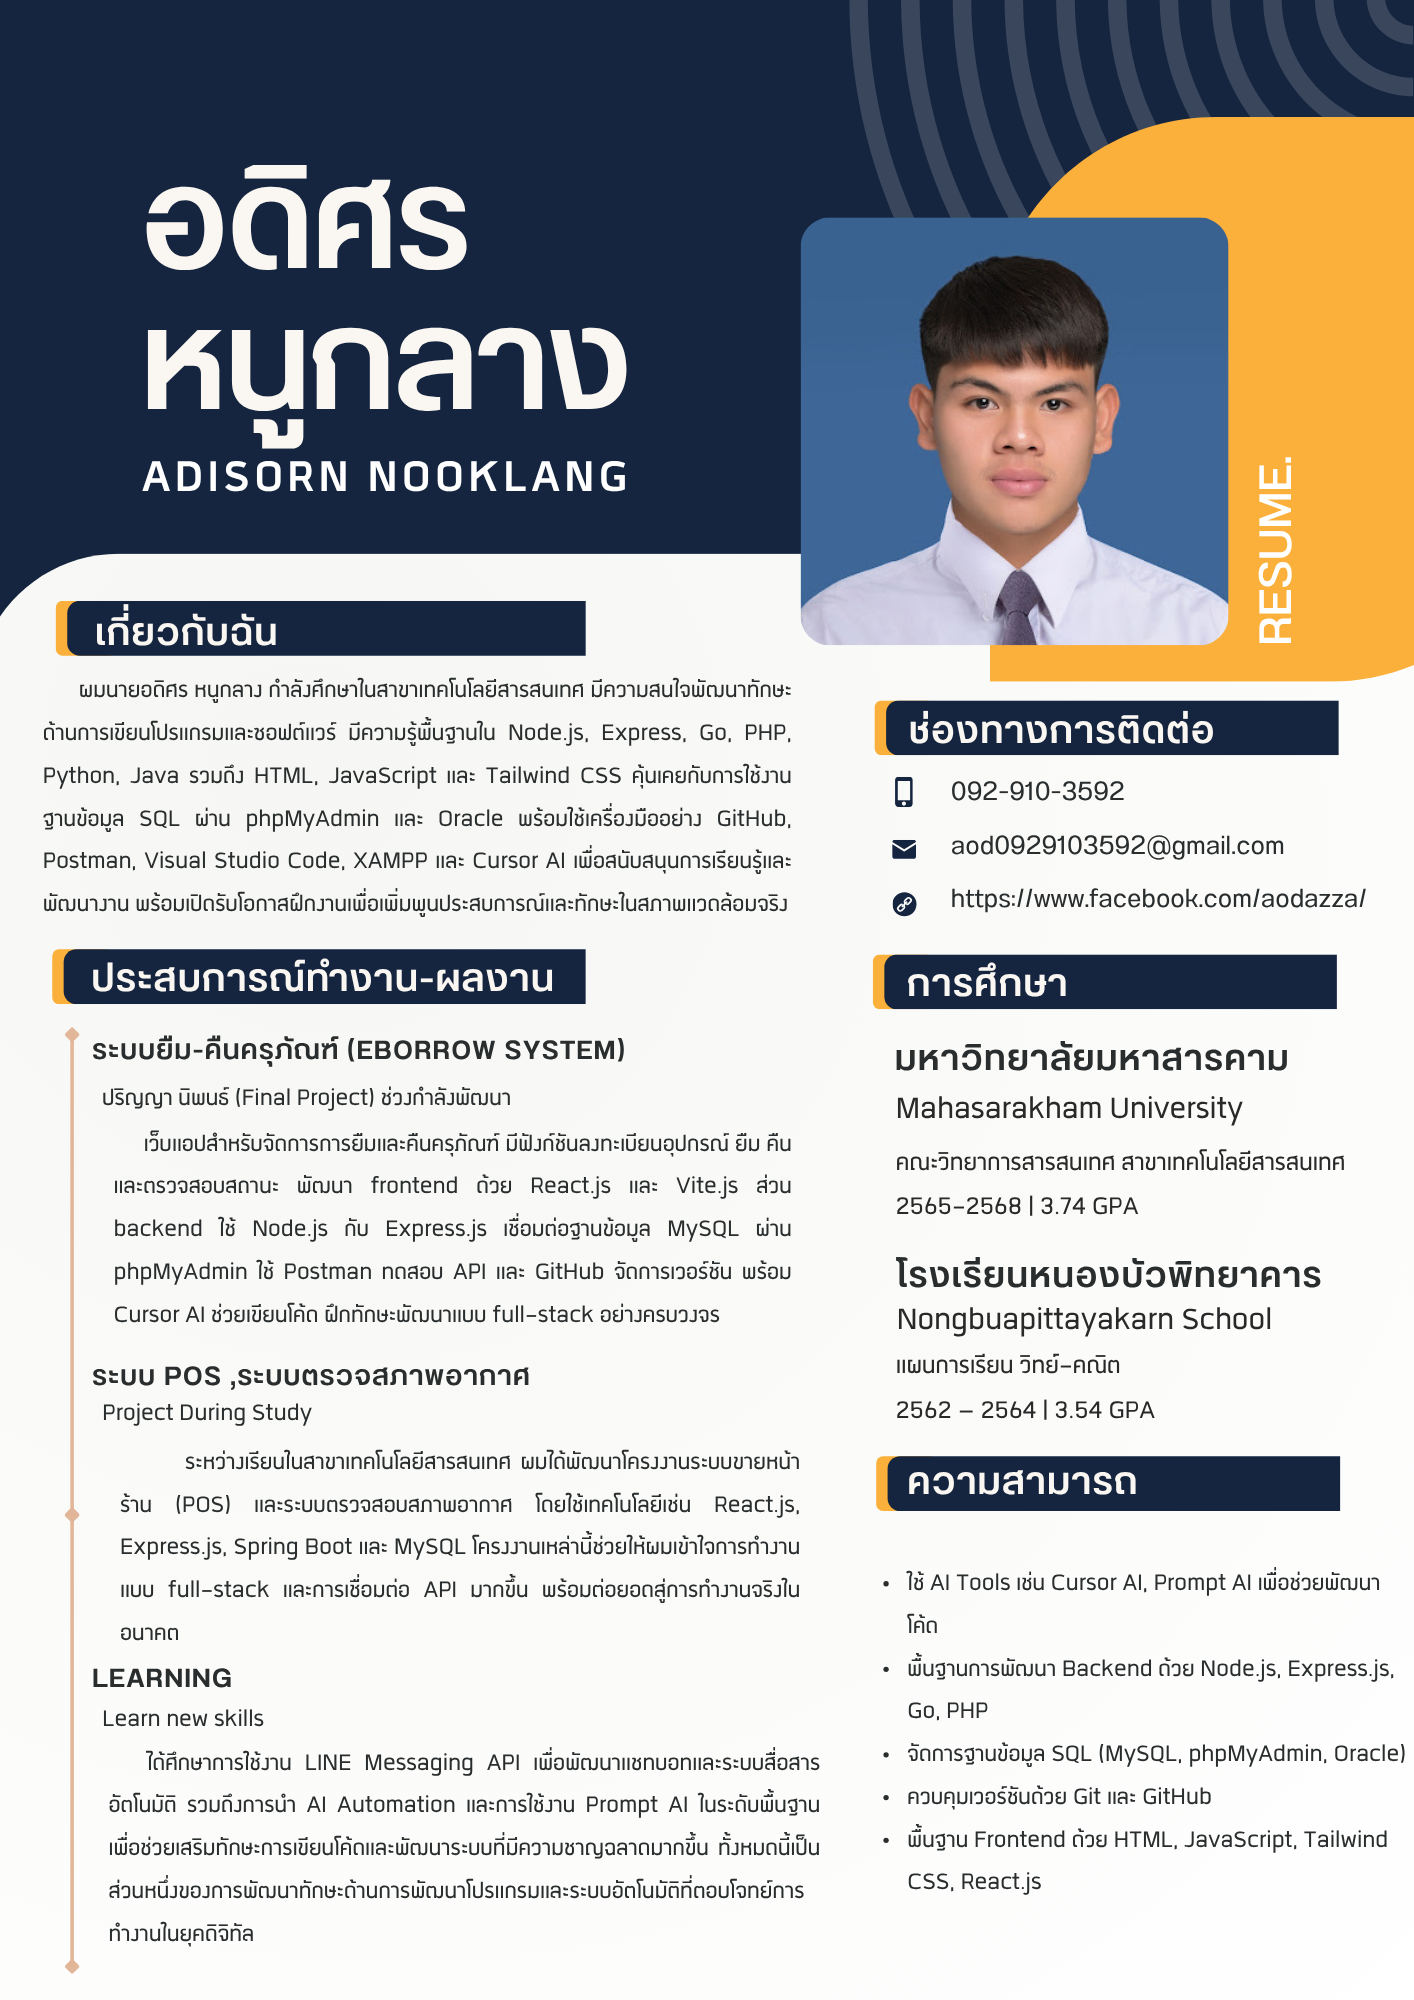 อดิศร
หนูกลาง
ADISORN NOOKLANG
RESUME.
เกี่ยวกับฉัน
ผมนายอดิศร หนูกลาง กำลังศึกษาในสาขาเทคโนโลยีสารสนเทศ มีความสนใจพัฒนาทักษะ
ด้านการเขียนโปรแกรมและซอฟต์แวร์ มีความรู้พื้นฐานใน Node.js, Express, Go, PHP,
Python, Java รวมถึง HTML, JavaScript และ Tailwind CSS คุ้นเคยกับการใช้งาน
ฐานข้อมูล SQL ผ่าน phpMyAdmin และ Oracle พร้อมใช้เครื่องมืออย่าง GitHub,
Postman, Visual Studio Code, XAMPP และ Cursor AI เพื่อสนับสนุนการเรียนรู้และ
พัฒนางาน พร้อมเปิดรับโอกาสฝึกงานเพื่อเพิ่มพูนประสบการณ์และทักษะในสภาพแวดล้อมจริง
ประสบการณ์ทำงาน-ผลงาน
ระบบยืม-คืนครุภัณฑ์ (EBORROW SYSTEM)
ปริญญา นิพนธ์ (Final Project) ช่วงกำลังพัฒนา
เว็บแอปสำหรับจัดการการยืมและคืนครุภัณฑ์ มีฟังก์ชันลงทะเบียนอุปกรณ์ ยืม คืน
และตรวจสอบสถานะ พัฒนา frontend ด้วย React.js และ Vite.js ส่วน
backend ใช้ Node.js กับ Express.js เชื่อมต่อฐานข้อมูล MySQL ผ่าน
phpMyAdmin ใช้ Postman ทดสอบ API และ GitHub จัดการเวอร์ชัน พร้อม
Cursor AI ช่วยเขียนโค้ด ฝึกทักษะพัฒนาแบบ full-stack อย่างครบวงจร
ระบบ POS ,ระบบตรวจสภาพอากาศ
Project During Study
ระหว่างเรียนในสาขาเทคโนโลยีสารสนเทศ ผมได้พัฒนาโครงงานระบบขายหน้า
ร้าน (POS) และระบบตรวจสอบสภาพอากาศ โดยใช้เทคโนโลยีเช่น React.js,
Express.js, Spring Boot และ MySQL โครงงานเหล่านี้ช่วยให้ผมเข้าใจการทำงาน
แบบ full-stack และการเชื่อมต่อ API มากขึ้น พร้อมต่อยอดสู่การทำงานจริงใน
อนาคต
LEARNING
Learn new skills
ได้ศึกษาการใช้งาน LINE Messaging API เพื่อพัฒนาแชทบอทและระบบสื่อสาร
อัตโนมัติ รวมถึงการนำ AI Automation และการใช้งาน Prompt AI ในระดับพื้นฐาน
เพื่อช่วยเสริมทักษะการเขียนโค้ดและพัฒนาระบบที่มีความชาญฉลาดมากขึ้น ทั้งหมดนี้เป็น
ส่วนหนึ่งของการพัฒนาทักษะด้านการพัฒนาโปรแกรมและระบบอัตโนมัติที่ตอบโจทย์การ
ทำงานในยุคดิจิทัล
ช่องทางการติดต่อ
092-910-3592
aod0929103592@gmail.com
https://www.facebook.com/aodazza/
การศึกษา
มหาวิทยาลัยมหาสารคาม
Mahasarakham University
คณะวิทยาการสารสนเทศ สาขาเทคโนโลยีสารสนเทศ
2565-2568 | 3.74 GPA
โรงเรียนหนองบัวพิทยาคาร
Nongbuapittayakarn School
แผนการเรียน วิทย์-คณิต
2562 – 2564 | 3.54 GPA
ความสามารถ
• ใช้ AI Tools เช่น Cursor AI, Prompt AI เพื่อช่วยพัฒนา
โค้ด
• พื้นฐานการพัฒนา Backend ด้วย Node.js, Express.js,
Go, PHP
• จัดการฐานข้อมูล SQL (MySQL, phpMyAdmin, Oracle)
• ควบคุมเวอร์ชันด้วย Git และ GitHub
• พื้นฐาน Frontend ด้วย HTML, JavaScript, Tailwind
CSS, React.js